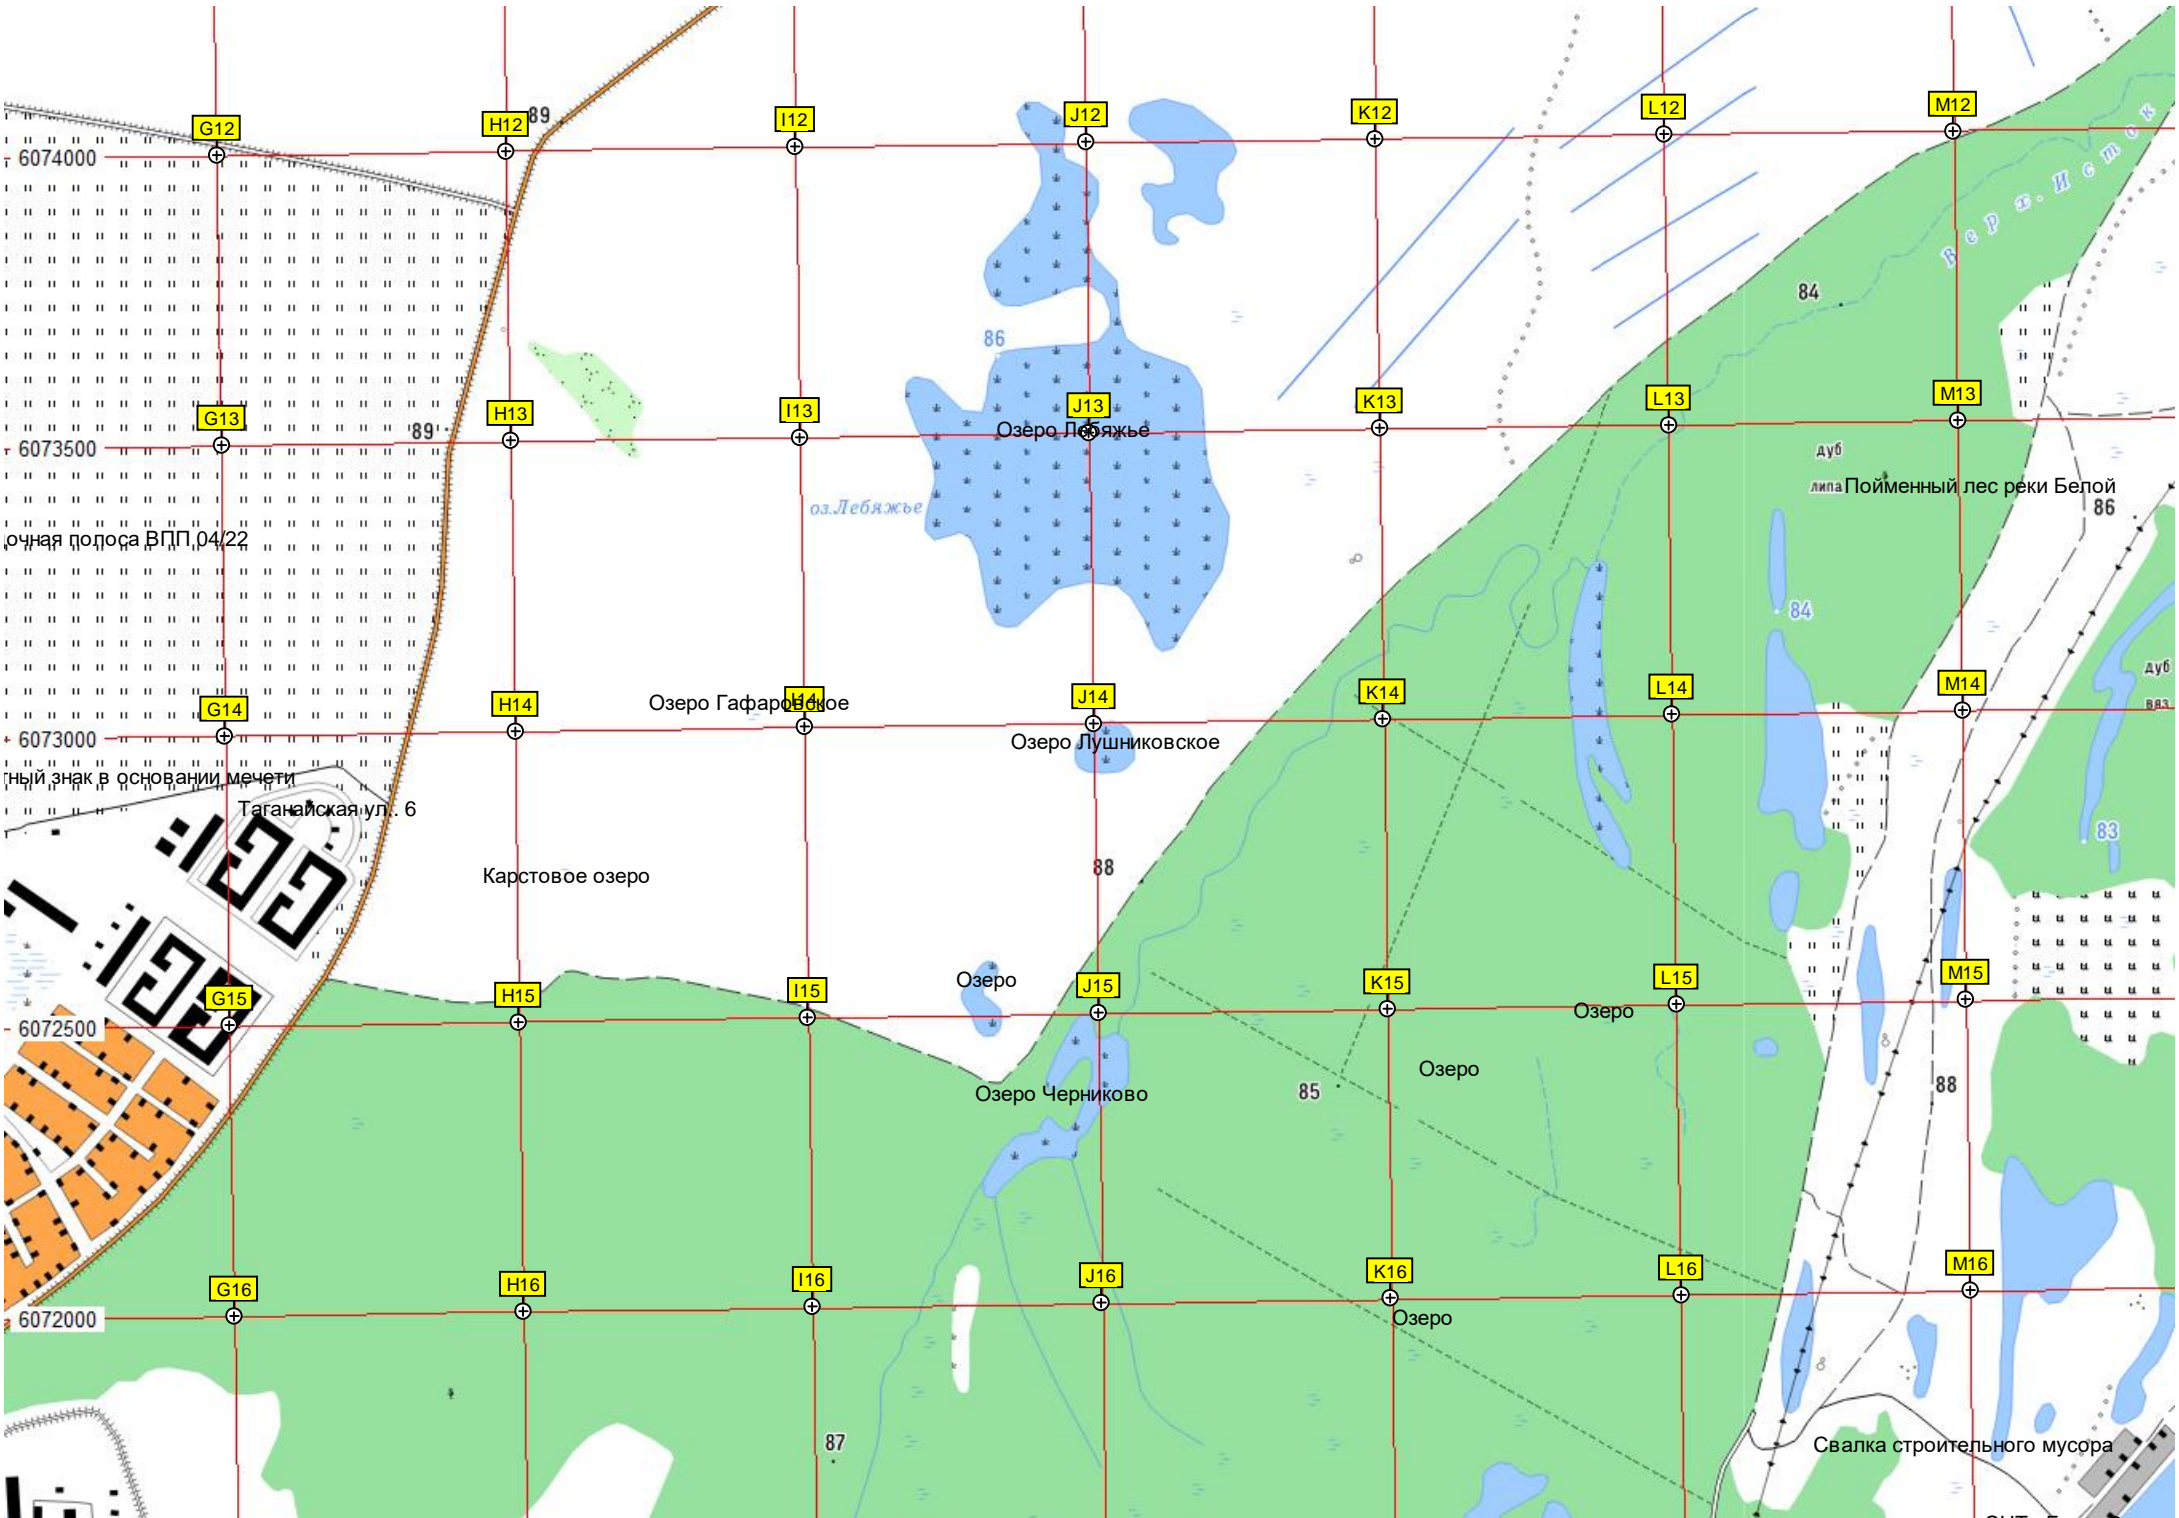 G12
H12
89
I12
J12
K12
L12
M12
6074000
Верх. Исток
84
86
G13
H13
I13
J13
K13
L13
M13
89
6073500
Озеро Лебяжье
дуб
липа
Пойменный лес реки Белой
86
оз.Лебяжье
очная полоса ВПП 04/22
84
G14
H14
Озеро Гафаровское
I14
J14
K14
L14
M14
дуб
вяз
6073000
Озеро Лушниковское
тный знак в основании мечети
Таганайская ул., 6
83
Карстовое озеро
88
G15
H15
I15
Озеро
J15
K15
L15
M15
6072500
Озеро
Озеро
Озеро Черниково
85
88
G16
H16
I16
J16
K16
L16
M16
6072000
Озеро
87
Свалка строительного мусора